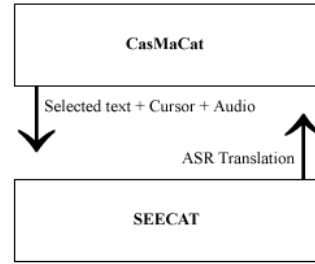 CasMaCat
Selected text + Cursor + Audio
ASR Translation
SEECAT